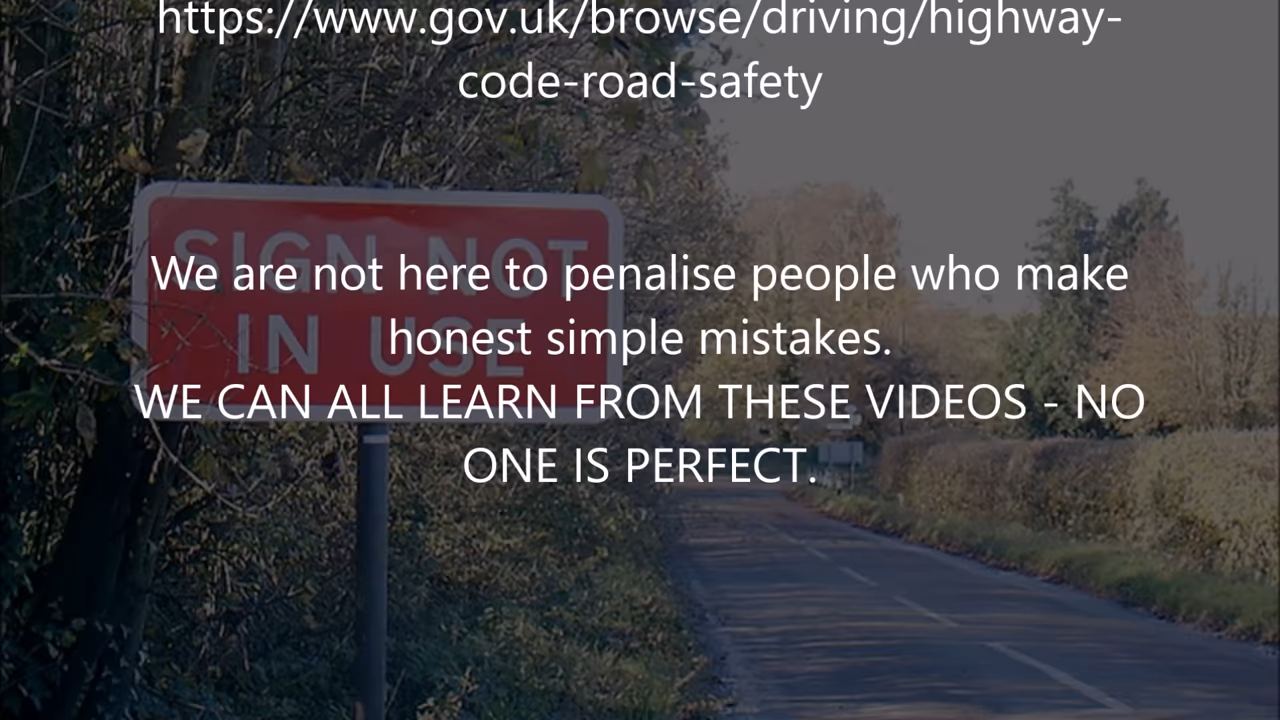 https://www.gov.uk/browse/driving/highway-
code-road-safety
SIGN NOT
IN USE
We are not here to penalise people who make
honest simple mistakes.
WE CAN ALL LEARN FROM THESE VIDEOS - NO
ONE IS PERFECT.